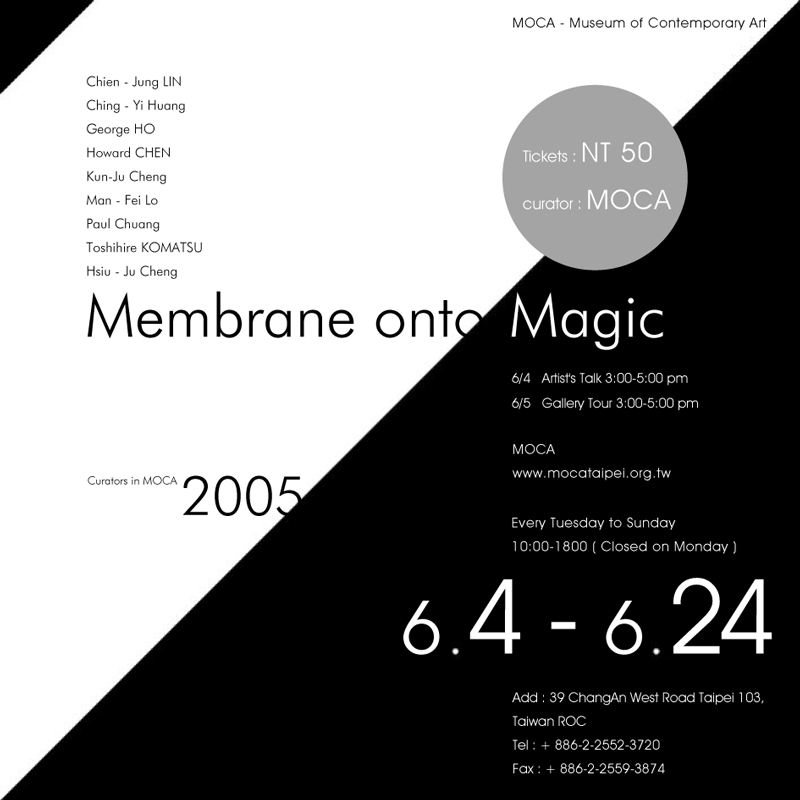 MOCA - Museum of Contemporary Art
Chien - Jung LIN
Ching - Yi Huang
George HO
Howard CHEN
Kun-Ju Cheng
Man - Fei Lo
Paul Chuang
Toshihire KOMATSU
Hsiu - Ju Cheng
Tickets : NT 50
curator : MOCA
Membrane onto Magic
6/4 Artist's Talk 3:00-5:00 pm
6/5 Gallery Tour 3:00-5:00 pm
MOCA
www.mocataipei.org.tw
Curators in MOCA 2005
Every Tuesday to Sunday
10:00-1800 ( Closed on Monday )
6.4 - 6.24
Add : 39 ChangAn West Road Taipei 103,
Taiwan ROC
Tel : + 886-2-2552-3720
Fax : + 886-2-2559-3874